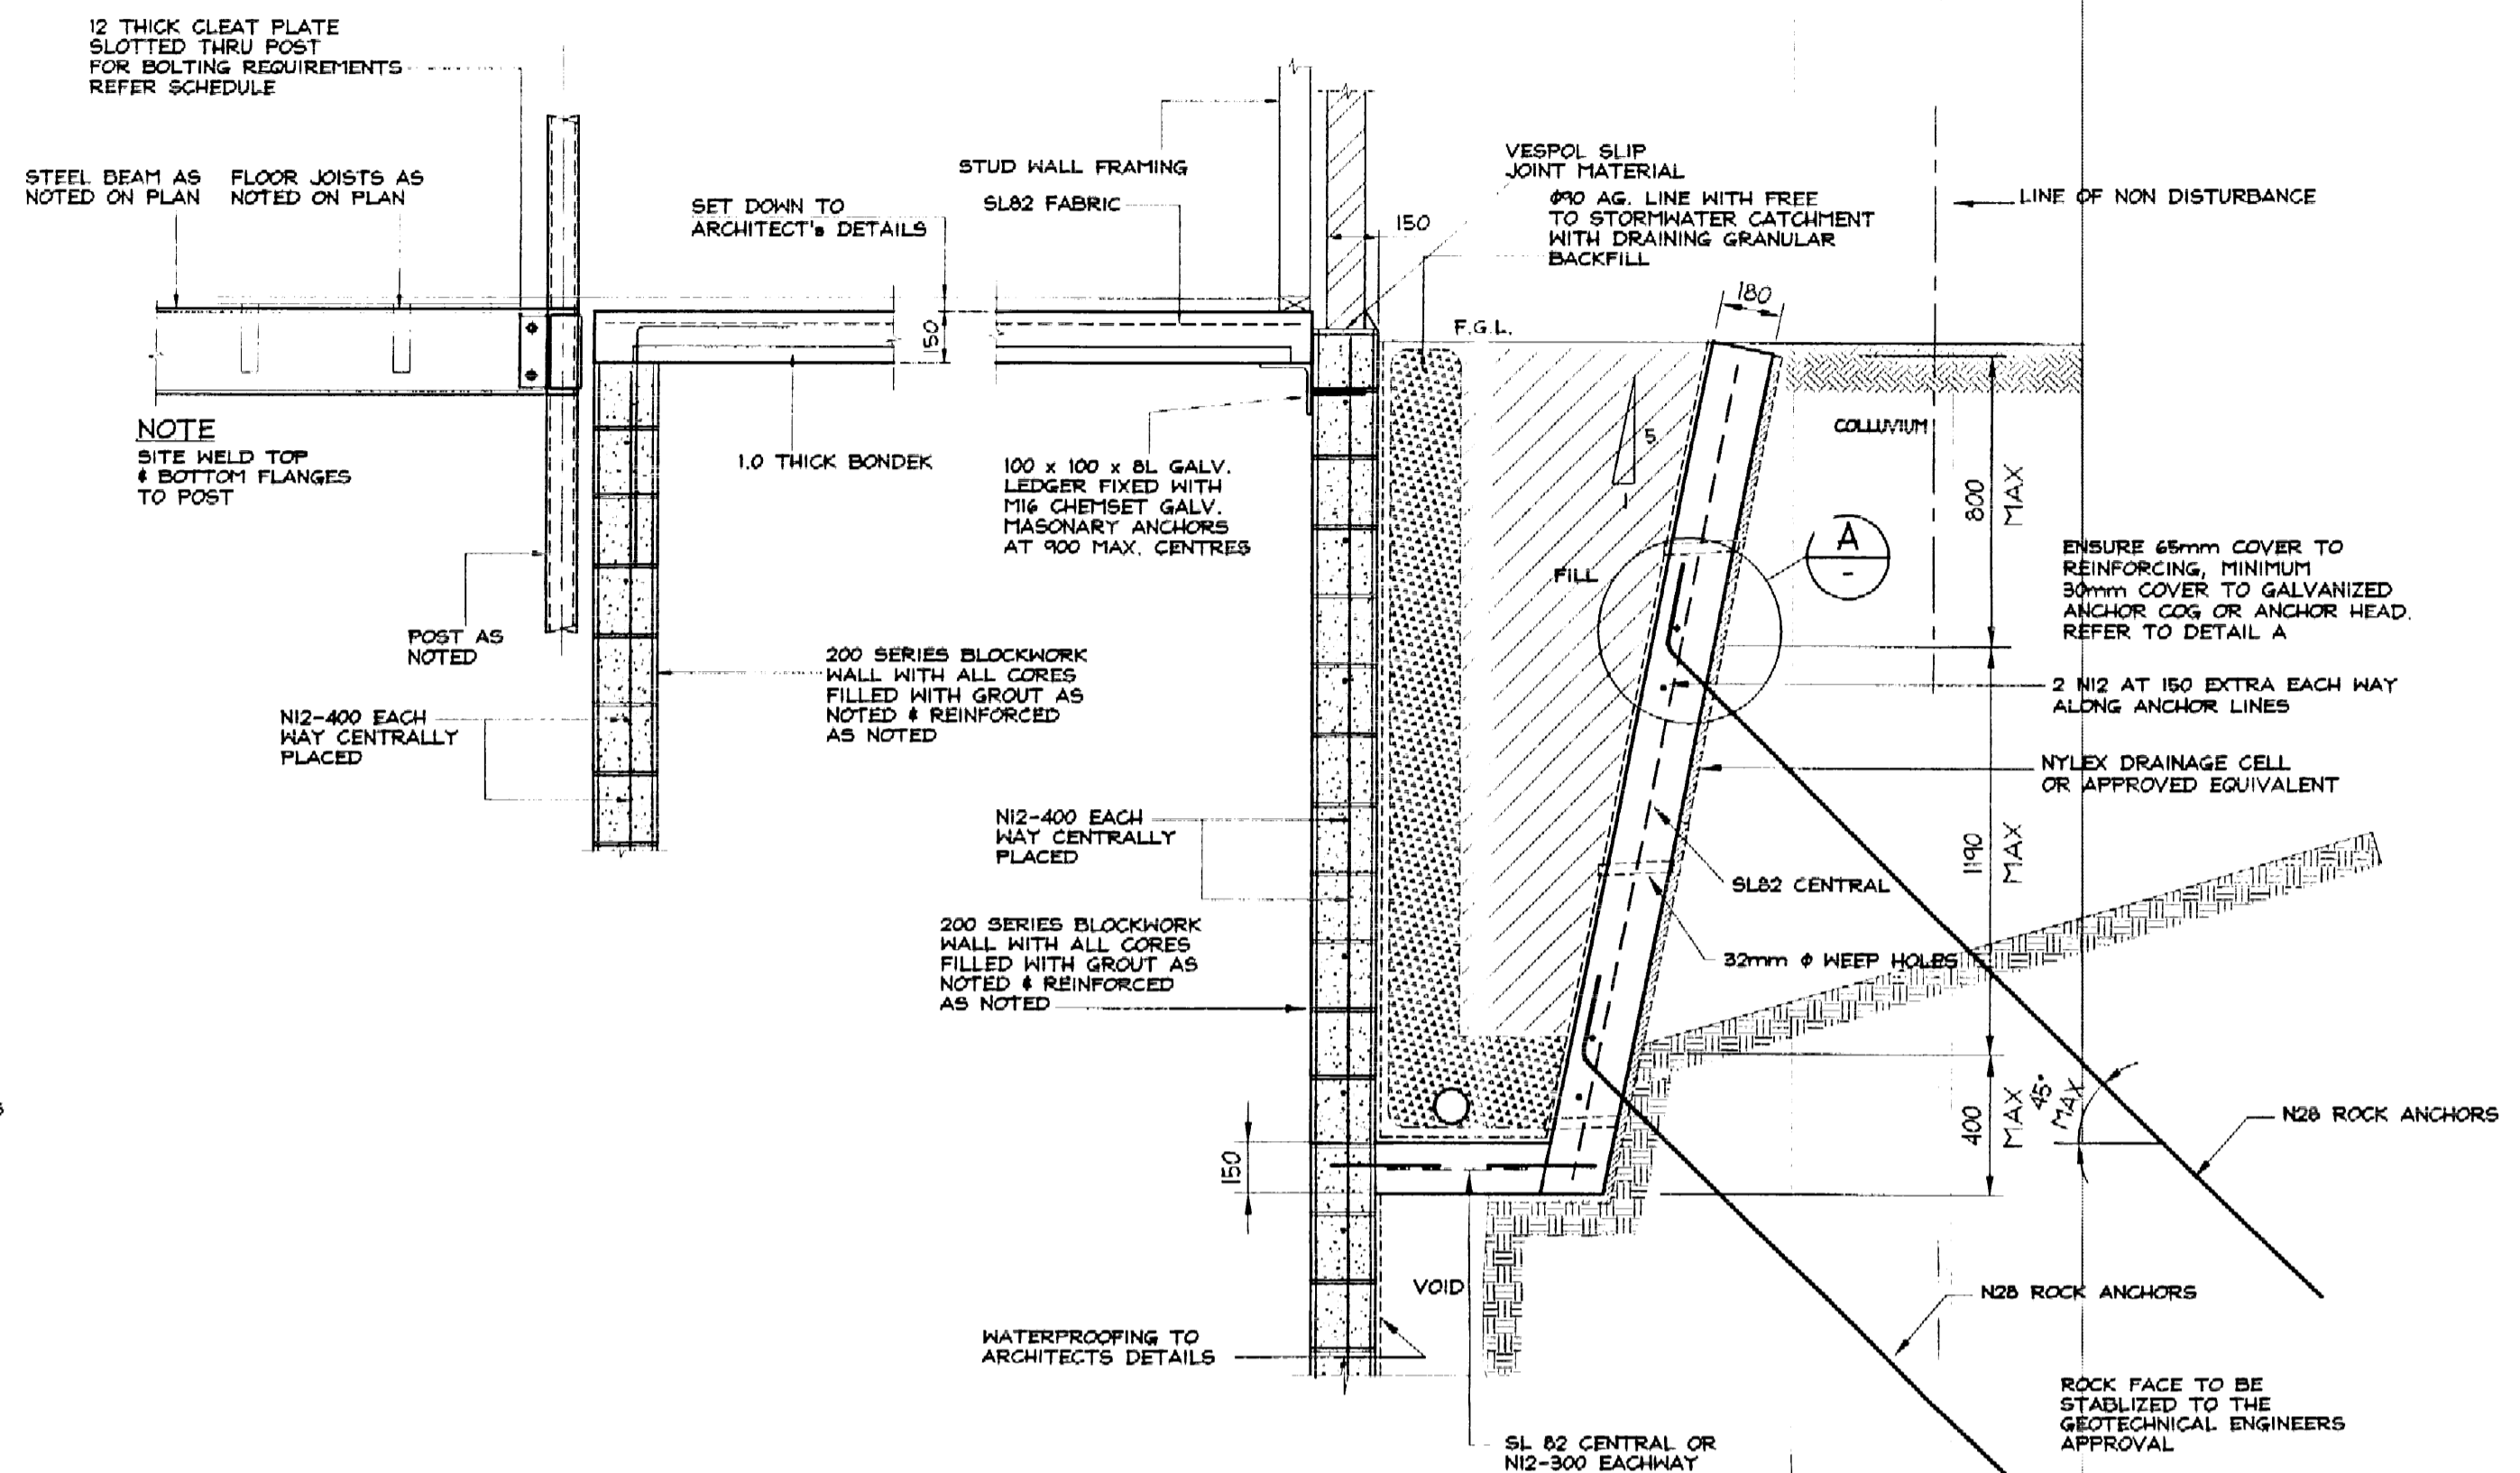 12 THICK CLEAT PLATE
SLOTTED THRU POST
FOR BOLTING REQUIREMENTS
REFER SCHEDULE
STEEL BEAM AS
NOTED ON PLAN
FLOOR JOISTS AS
NOTED ON PLAN
NOTE
SITE WELD TOP
& BOTTOM FLANGES
TO POST
POST AS
NOTED
N12-400 EACH
WAY CENTRALLY
PLACED
SET DOWN TO
ARCHITECT's DETAILS
150
1.0 THICK BONDEK
200 SERIES BLOCKWORK
WALL WITH ALL CORES
FILLED WITH GROUT AS
NOTED & REINFORCED
AS NOTED
STUD WALL FRAMING
SL82 FABRIC
100 x 100 x 8L GALV.
LEDGER FIXED WITH
M16 CHEMSET GALV.
MASONARY ANCHORS
AT 900 MAX. CENTRES
N12-400 EACH
WAY CENTRALLY
PLACED
200 SERIES BLOCKWORK
WALL WITH ALL CORES
FILLED WITH GROUT AS
NOTED & REINFORCED
AS NOTED
150
WATERPROOFING TO
ARCHITECTS DETAILS
VESPOL SLIP
JOINT MATERIAL
150
Φ90 AG. LINE WITH FREE
TO STORMWATER CATCHMENT
WITH DRAINING GRANULAR
BACKFILL
F.G.L.
180
5
1
FILL
A
-
LINE OF NON DISTURBANCE
COLLUVIUM
800
MAX
ENSURE 65mm COVER TO
REINFORCING, MINIMUM
30mm COVER TO GALVANIZED
ANCHOR COG OR ANCHOR HEAD.
REFER TO DETAIL A
2 N12 AT 150 EXTRA EACH WAY
ALONG ANCHOR LINES
NYLEX DRAINAGE CELL
OR APPROVED EQUIVALENT
1190
MAX
SL82 CENTRAL
32mm Φ WEEP HOLES
400
MAX
45°
MAX
N28 ROCK ANCHORS
N28 ROCK ANCHORS
VOID
SL 82 CENTRAL OR
N12-300 EACHWAY
ROCK FACE TO BE
STABLIZED TO THE
GEOTECHNICAL ENGINEERS
APPROVAL